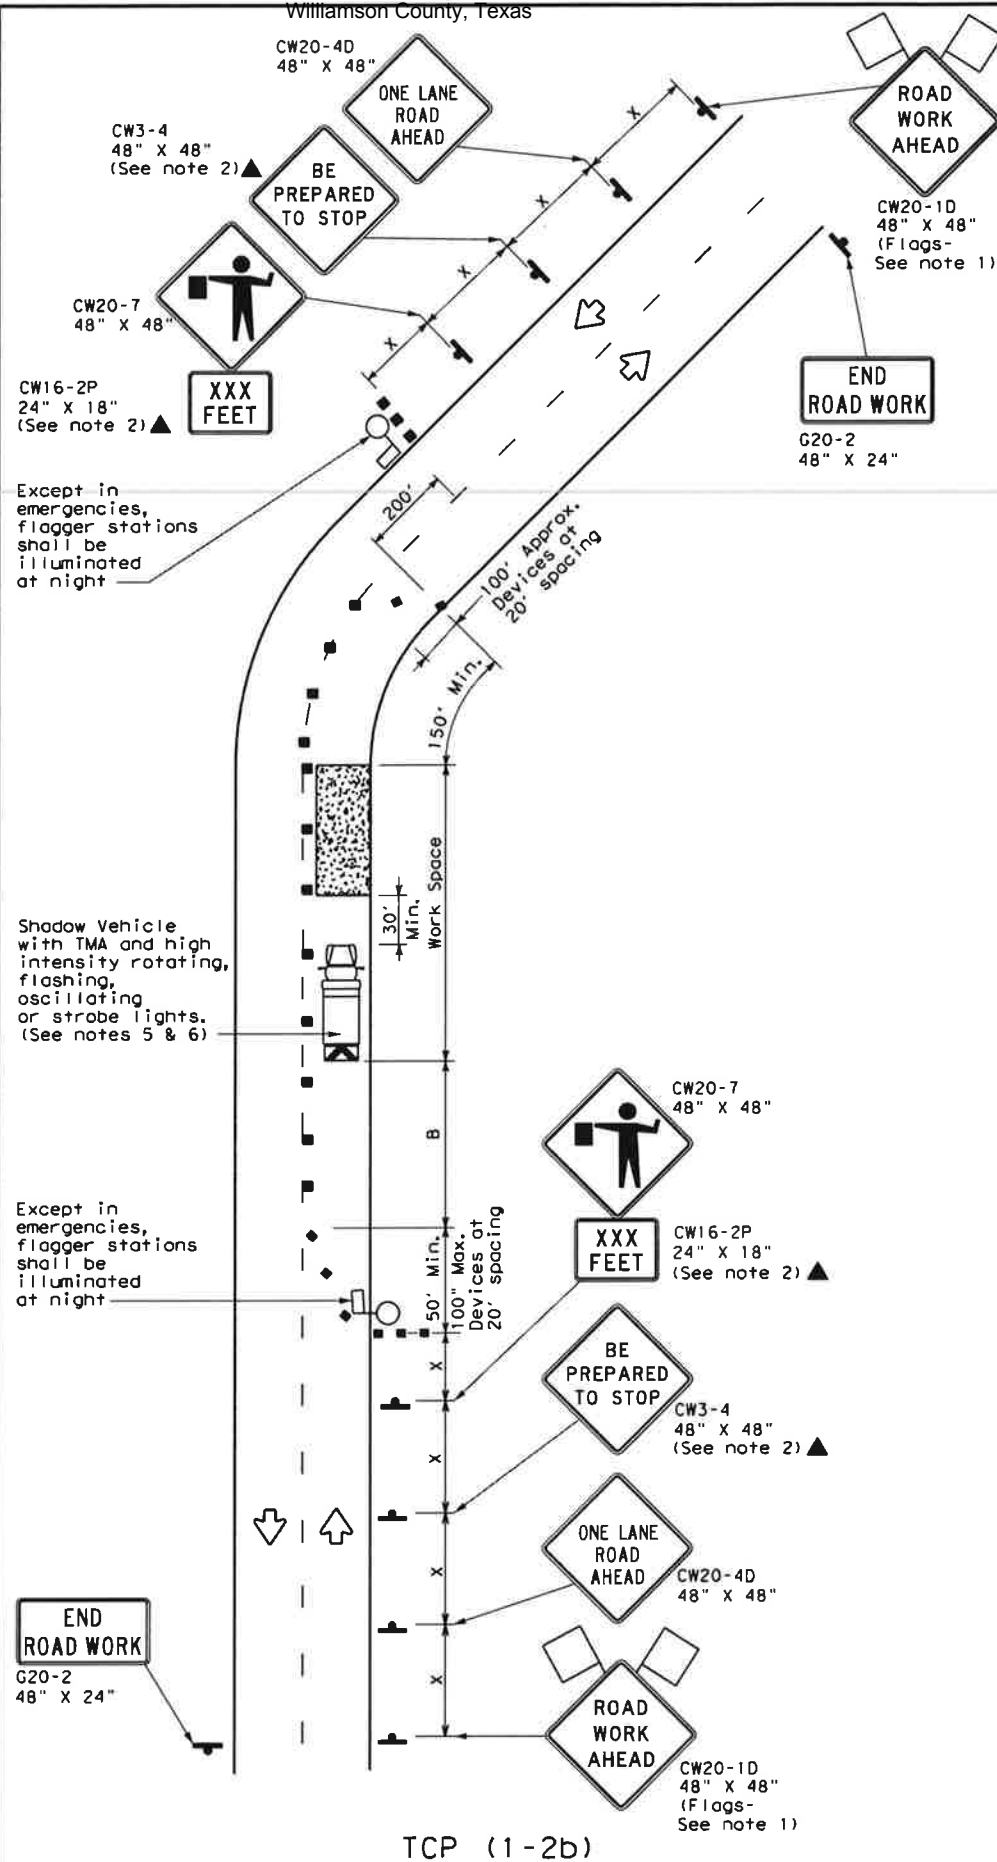 Williamson County, Texas
CW20-4D
48" X 48"
ONE LANE
ROAD
AHEAD
X
ROAD
WORK
AHEAD
CW20-1D
48" X 48"
(Flags-
See note 1)
CW3-4
48" X 48"
(See note 2)
BE
PREPARED
TO STOP
X
X
X
CW20-7
48" X 48"
CW16-2P
24" X 18"
(See note 2)
XXX
FEET
END
ROAD WORK
G20-2
48" X 24"
Except in
emergencies,
flagger stations
shall be
illuminated
at night
200'
100' Approx.
Devices at
20' spacing
150' Min.
Work Space
30'
Min.
Shadow Vehicle
with TMA and high
intensity rotating,
flashing,
oscillating
or strobe lights.
(See notes 5 & 6)
B
CW20-7
48" X 48"
XXX
FEET
CW16-2P
24" X 18"
(See note 2)
Except in
emergencies,
flagger stations
shall be
illuminated
at night
50' Min.
100" Max.
Devices at
20' spacing
X
BE
PREPARED
TO STOP
CW3-4
48" X 48"
(See note 2)
X
ONE LANE
ROAD
AHEAD
CW20-4D
48" X 48"
X
END
ROAD WORK
G20-2
48" X 24"
X
ROAD
WORK
AHEAD
CW20-1D
48" X 48"
(Flags-
See note 1)
TCP (1-2b)